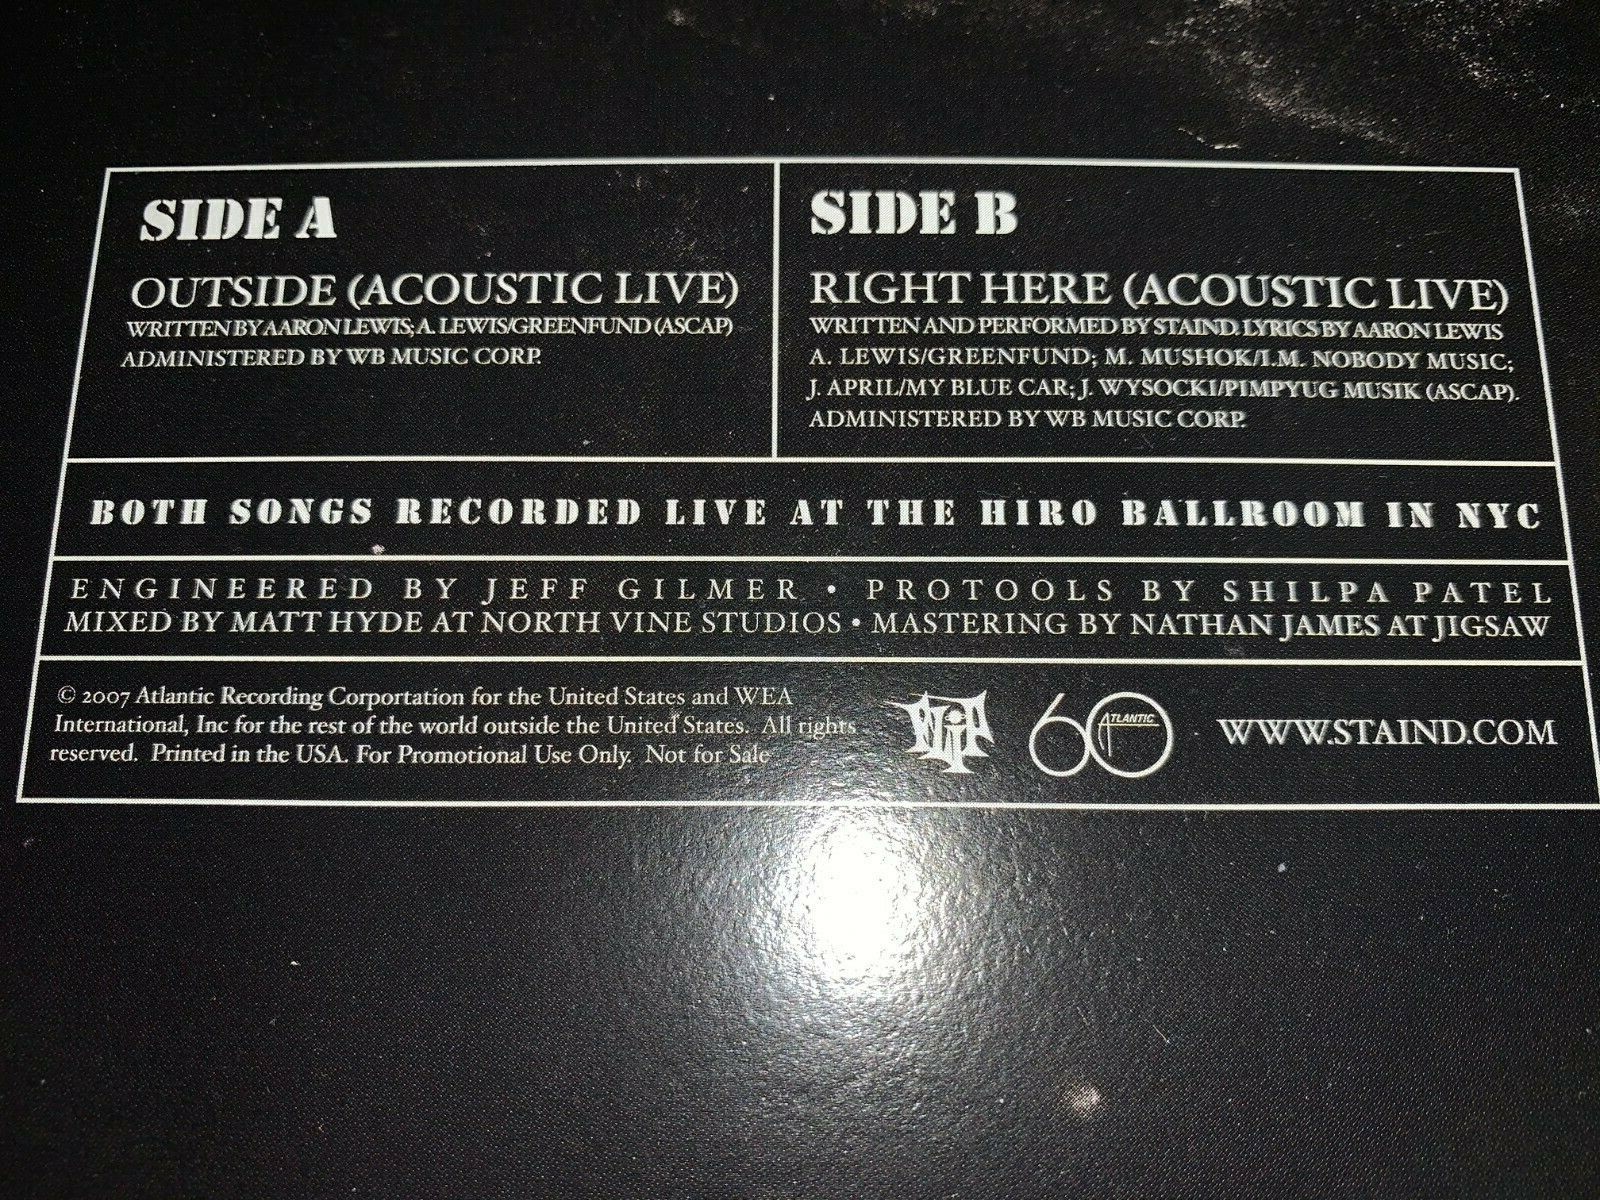 SIDE A
OUTSIDE (ACOUSTIC LIVE)
WRITTEN BY AARON LEWIS; A. LEWIS/GREENFUND (ASCAP)
ADMINISTERED BY WB MUSIC CORP.
SIDE B
RIGHT HERE (ACOUSTIC LIVE)
WRITTEN AND PERFORMED BY STAIND. LYRICS BY AARON LEWIS
A. LEWIS/GREENFUND; M. MUSHOK/I.M. NOBODY MUSIC;
J. APRIL/MY BLUE CAR; J. WYSOCKI/PIMPYUG MUSIK (ASCAP).
ADMINISTERED BY WB MUSIC CORP.
BOTH SONGS RECORDED LIVE AT THE HIRO BALLROOM IN NYC
ENGINEERED BY JEFF GILMER • PROTOOLS BY SHILPA PATEL
MIXED BY MATT HYDE AT NORTH VINE STUDIOS • MASTERING BY NATHAN JAMES AT JIGSAW
© 2007 Atlantic Recording Corportation for the United States and WEA
International, Inc for the rest of the world outside the United States. All rights
reserved. Printed in the USA. For Promotional Use Only. Not for Sale
FLIP
60 ATLANTIC
WWW.STAIND.COM